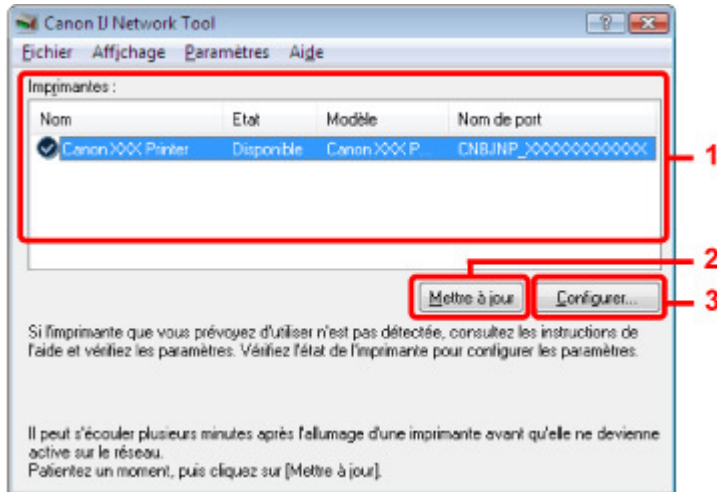 Canon IJ Network Tool
Fichier Affichage Paramètres Aide
Imprimantes :
Nom Etat Modèle Nom de port
Canon XXX Printer Disponible Canon XXX P... CNBJNP_XXXXXXXXXXXX
1
2
Mettre à jour Configurer...
3
Si l'imprimante que vous prévoyez d'utiliser n'est pas détectée, consultez les instructions de
l'aide et vérifiez les paramètres. Vérifiez l'état de l'imprimante pour configurer les paramètres.
Il peut s'écouler plusieurs minutes après l'allumage d'une imprimante avant qu'elle ne devienne
active sur le réseau.
Patientez un moment, puis cliquez sur [Mettre à jour].